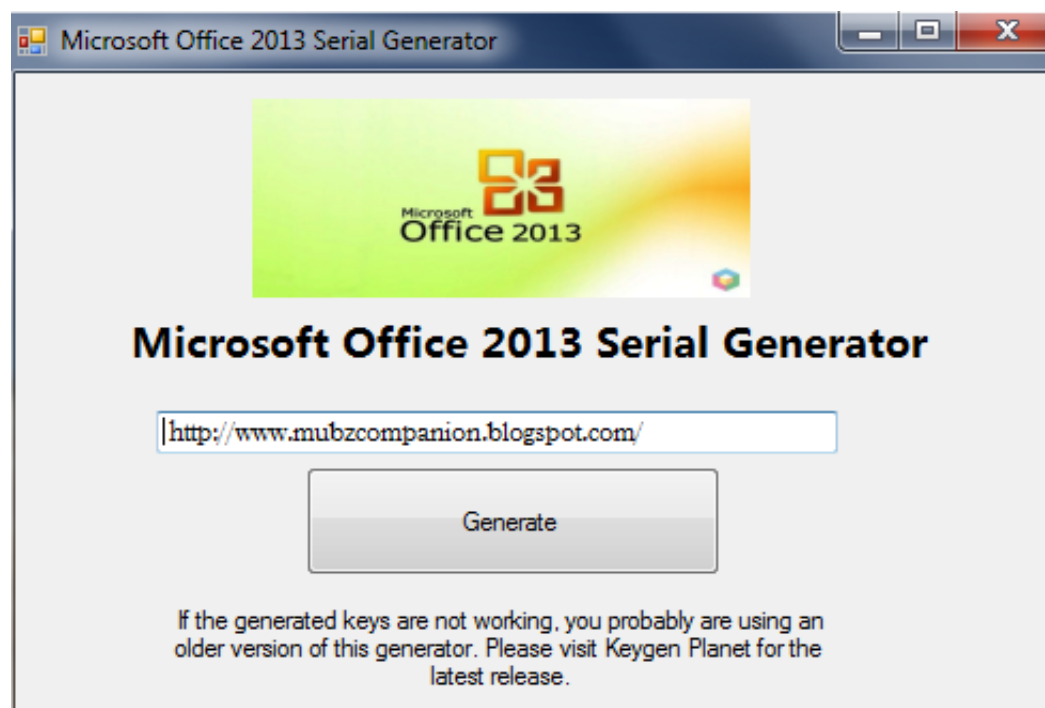 Microsoft Office 2013 Serial Generator
Microsoft
Office 2013
Microsoft Office 2013 Serial Generator
http://www.mubzcompanion.blogspot.com/
Generate
If the generated keys are not working, you probably are using an
older version of this generator. Please visit Keygen Planet for the
latest release.